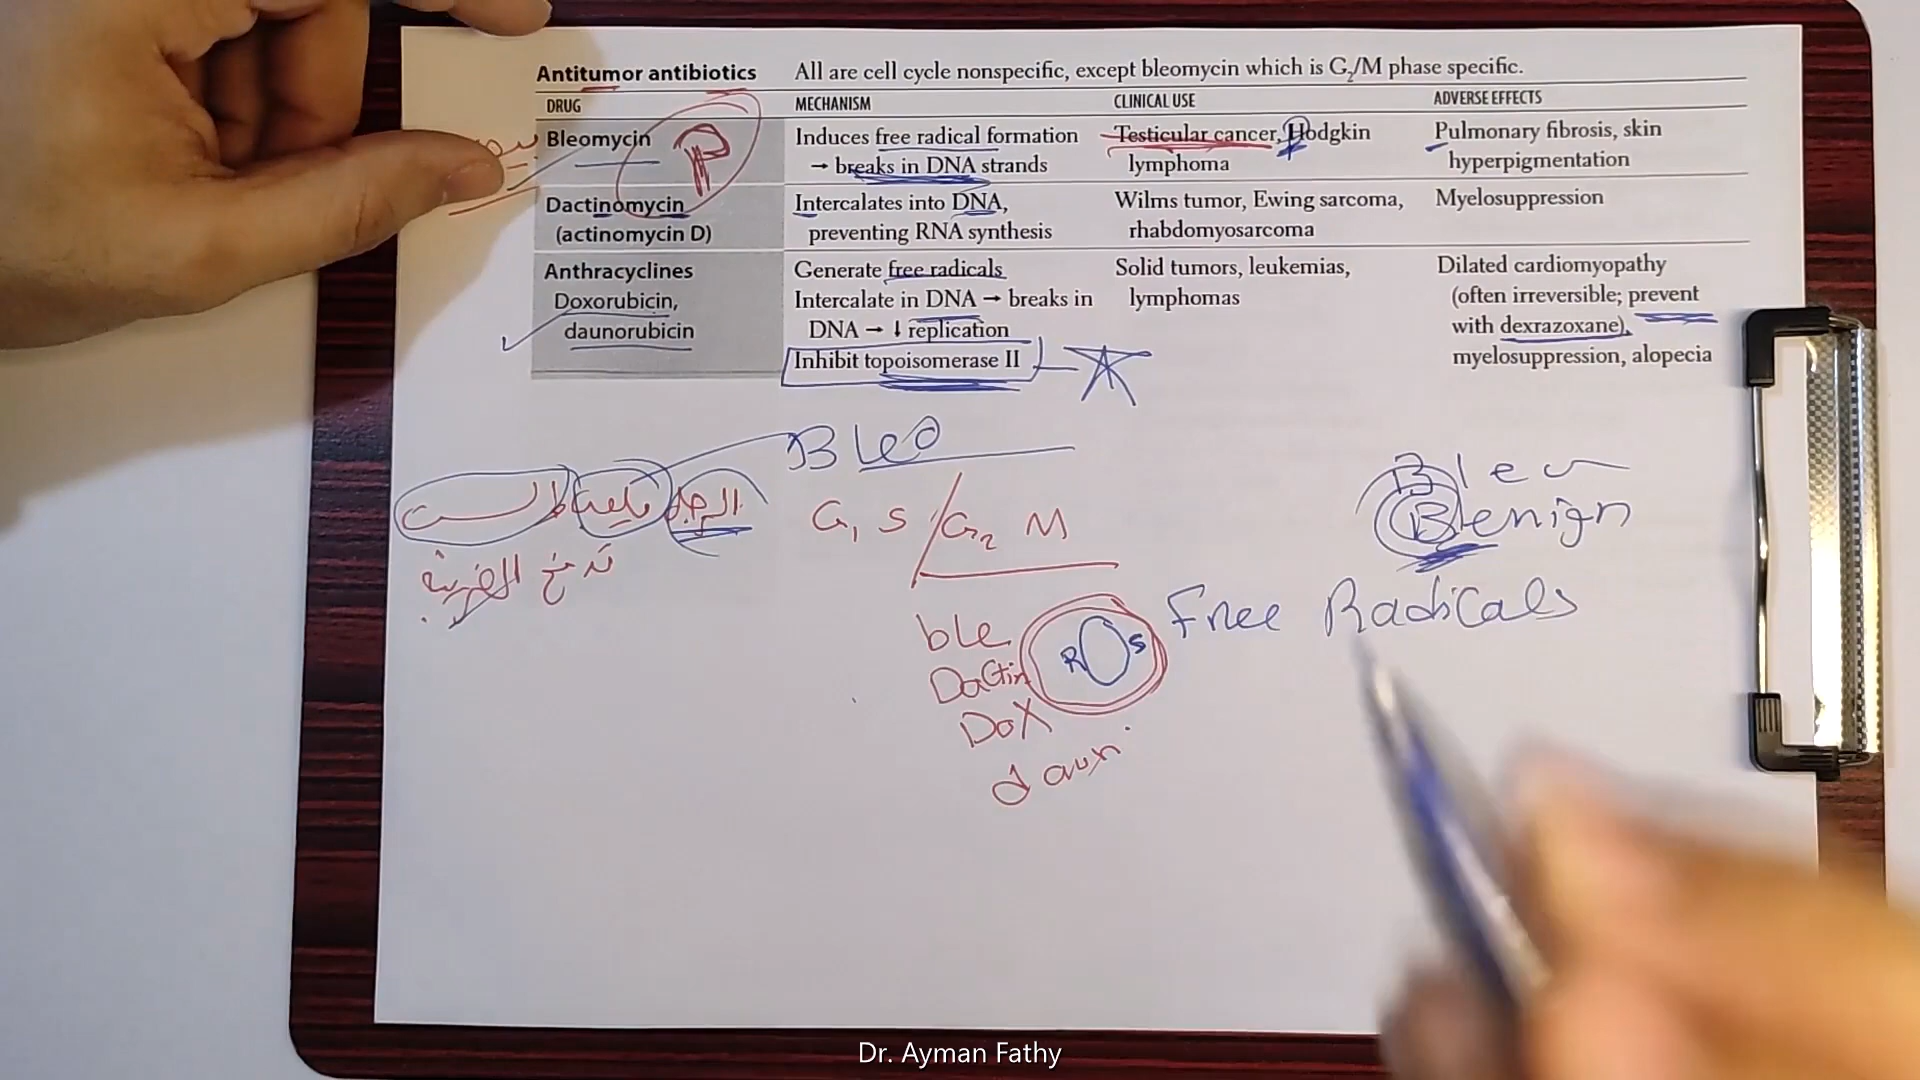 Antitumor antibiotics All are cell cycle nonspecific, except bleomycin which is G2/M phase specific.
DRUG MECHANISM CLINICAL USE ADVERSE EFFECTS
Bleomycin Induces free radical formation → breaks in DNA strands Testicular cancer, Hodgkin lymphoma Pulmonary fibrosis, skin hyperpigmentation
P
Dactinomycin (actinomycin D) Intercalates into DNA, preventing RNA synthesis Wilms tumor, Ewing sarcoma, rhabdomyosarcoma Myelosuppression
Anthracyclines Doxorubicin, daunorubicin Generate free radicals Intercalate in DNA → breaks in DNA → ↓ replication Inhibit topoisomerase II Solid tumors, leukemias, lymphomas Dilated cardiomyopathy (often irreversible; prevent with dexrazoxane), myelosuppression, alopecia
Bleo
الرجل
G1 S / G2 M
Benign
Free Radicals
ble
ROS
Dactin
DoX
daun
Dr. Ayman Fathy